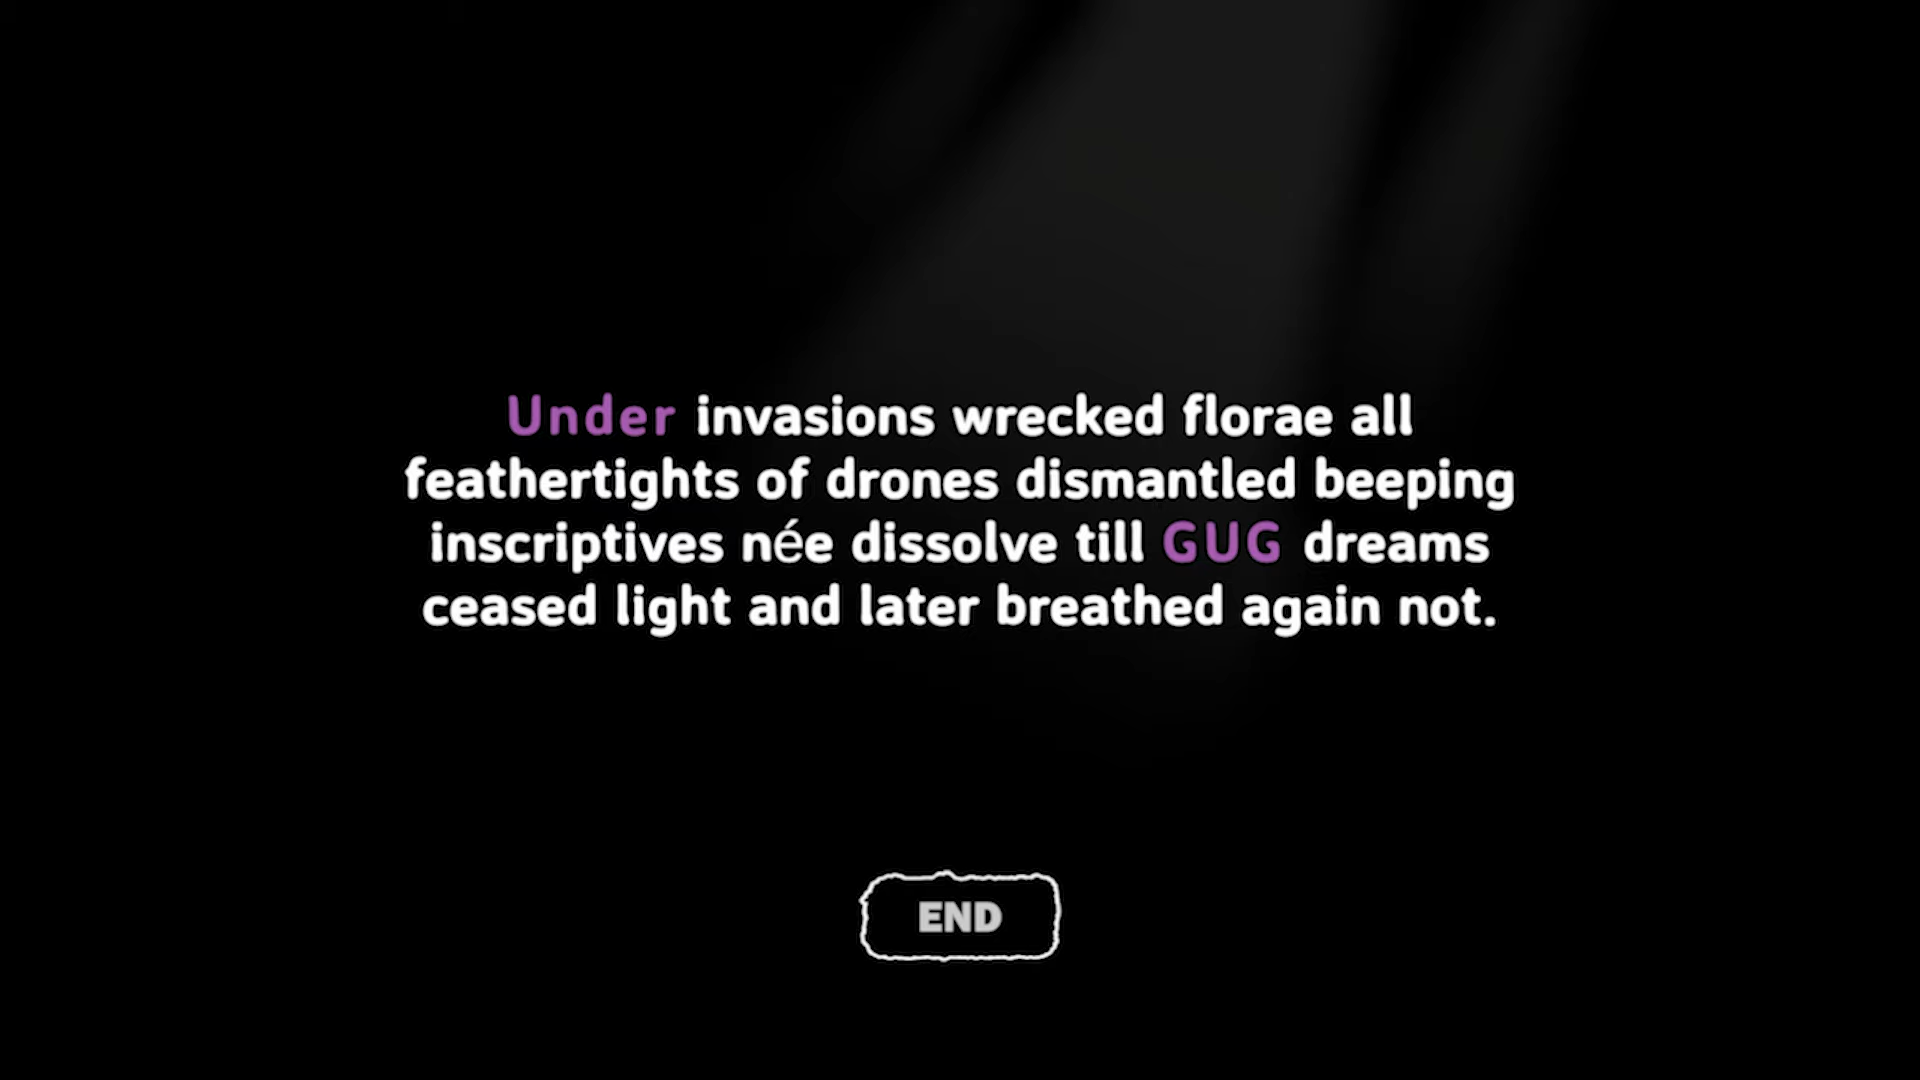 Under invasions wrecked florae all
feathertights of drones dismantled beeping
inscriptives née dissolve till GUG dreams
ceased light and later breathed again not.
END